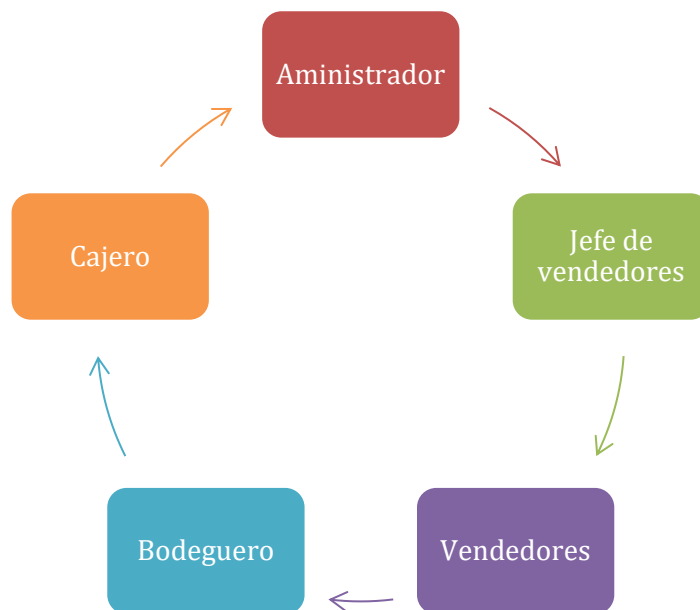 Aministrador
Jefe de
vendedores
Vendedores
Bodeguero
Cajero